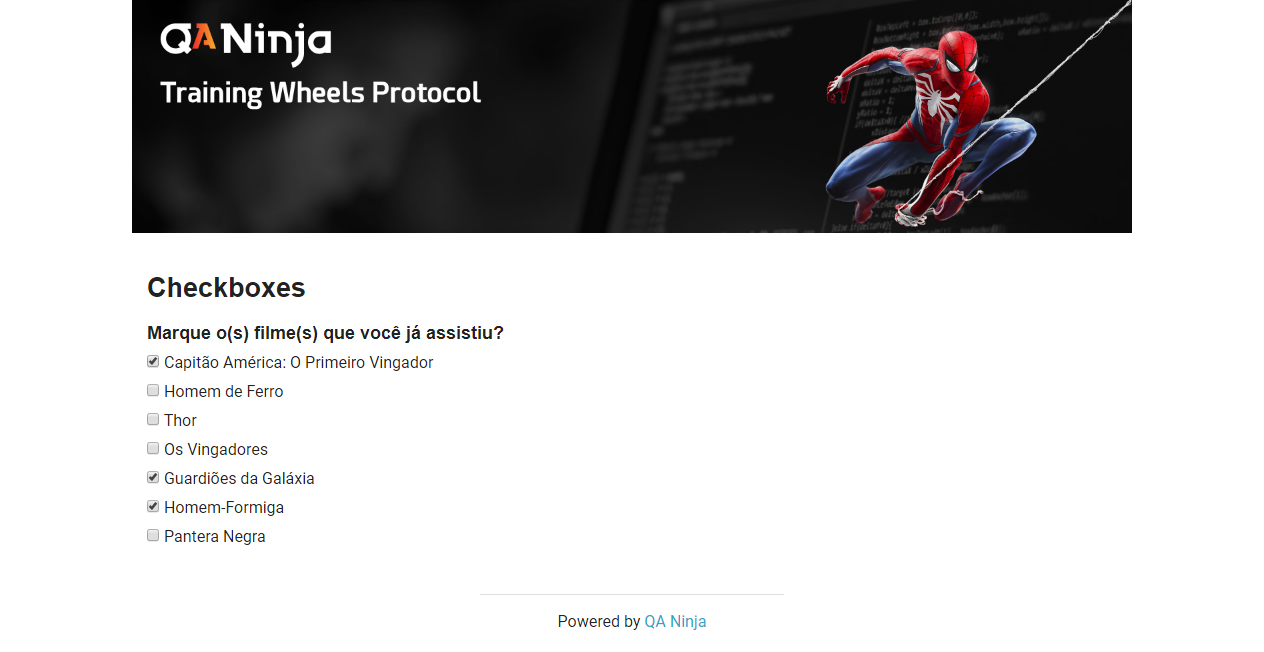 QA Ninja
Training Wheels Protocol
Checkboxes
Marque o(s) filme(s) que você já assistiu?
Capitão América: O Primeiro Vingador
Homem de Ferro
Thor
Os Vingadores
Guardiões da Galáxia
Homem-Formiga
Pantera Negra
Powered by QA Ninja